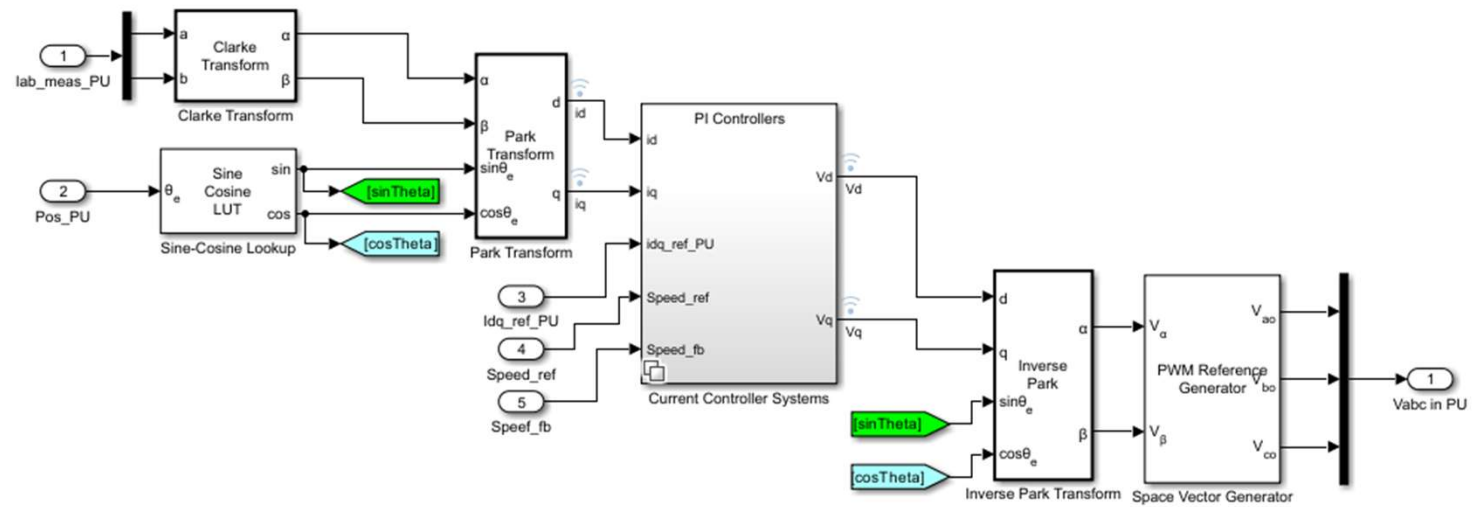 1
Iab_meas_PU
a
b
Clarke
Transform
α
β
Clarke Transform
2
Pos_PU
θe
Sine
Cosine
LUT
sin
cos
Sine-Cosine Lookup
[sinTheta]
[cosTheta]
α
β
sinθe
cosθe
Park
Transform
d
q
Park Transform
id
iq
3
Idq_ref_PU
4
Speed_ref
5
Speef_fb
PI Controllers
id
iq
idq_ref_PU
Speed_ref
Speed_fb
Vd
Vq
Current Controller Systems
Vd
Vq
[sinTheta]
[cosTheta]
d
q
sinθe
cosθe
Inverse
Park
α
β
Inverse Park Transform
Vα
Vβ
PWM Reference
Generator
Vao
Vbo
Vco
Space Vector Generator
1
Vabc in PU